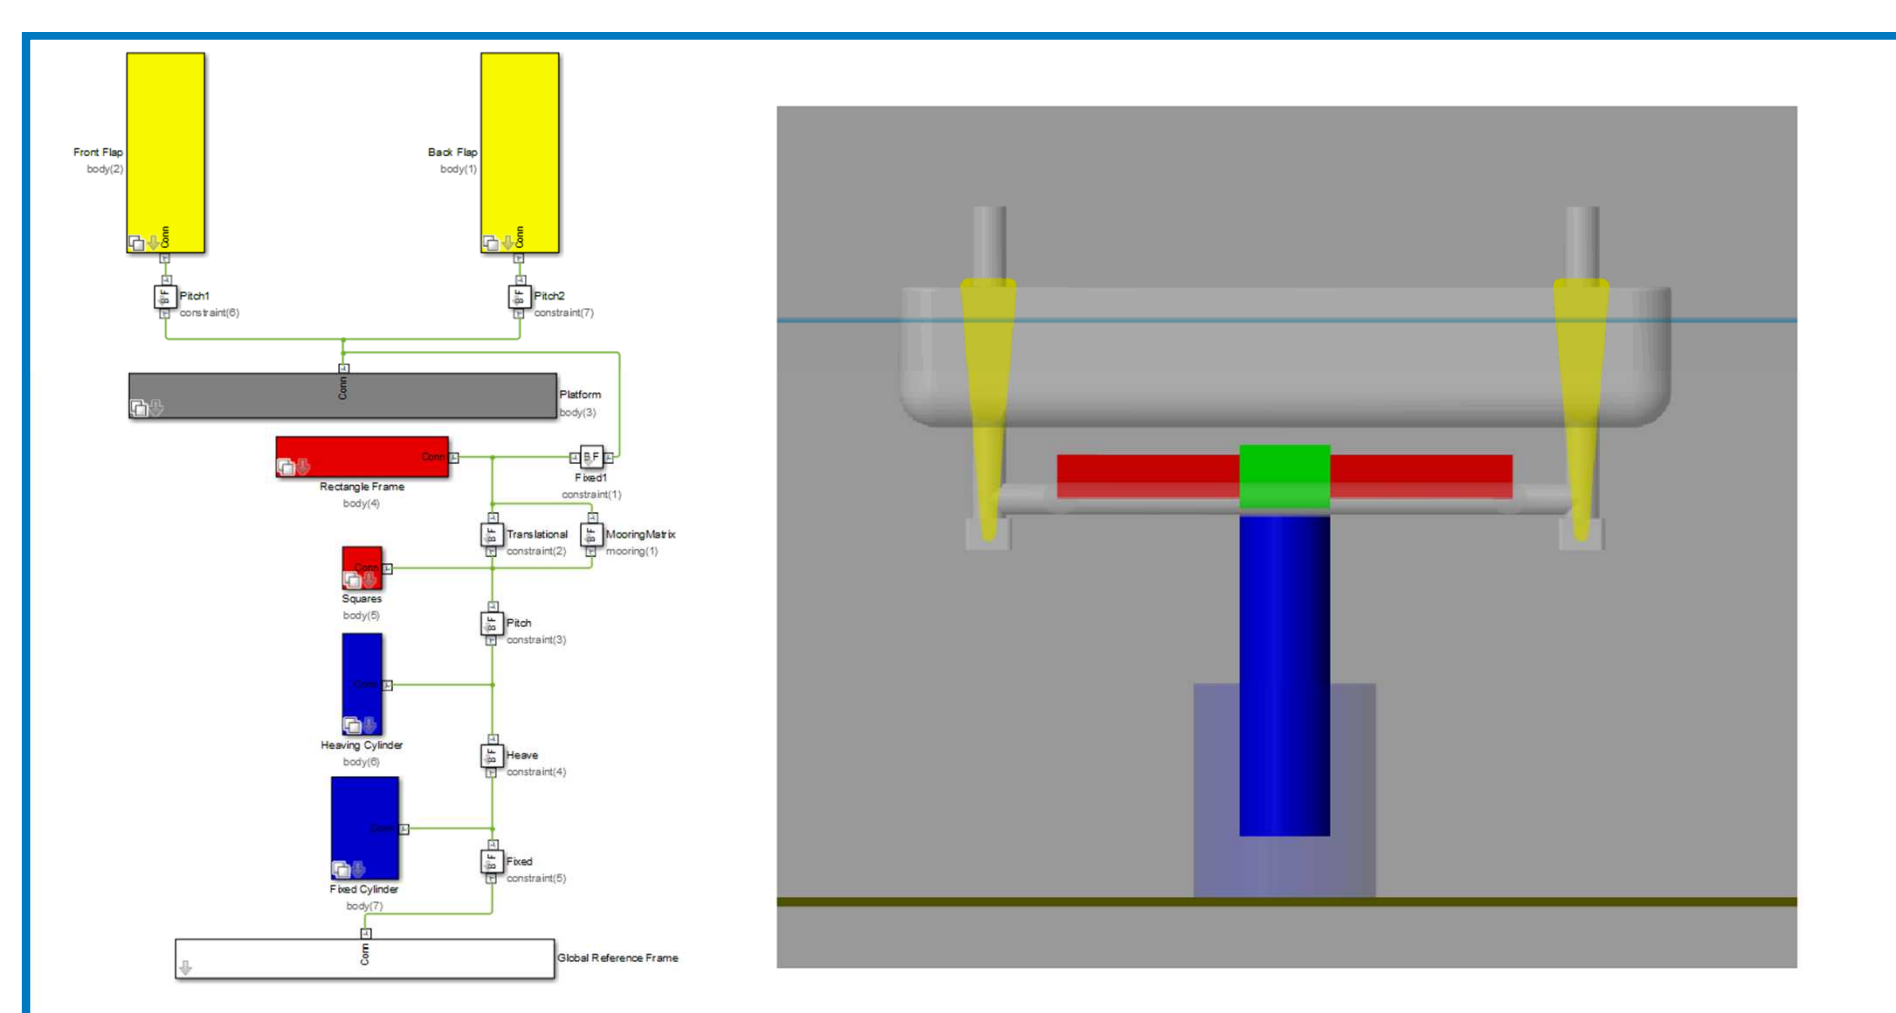 Front Flap
body(2)
Conn
Back Flap
body(1)
Conn
B F
Pitch1
constraint(6)
B F
Pitch2
constraint(7)
Conn
Platform
body(3)
Conn
Rectangle Frame
body(4)
B F
Fixed1
constraint(1)
B F
Translational
constraint(2)
B F
MooringMatrix
mooring(1)
Conn
Squares
body(5)
B F
Pitch
constraint(3)
Conn
Heaving Cylinder
body(6)
B F
Heave
constraint(4)
Conn
Fixed Cylinder
body(7)
B F
Fixed
constraint(5)
Conn
Global Reference Frame